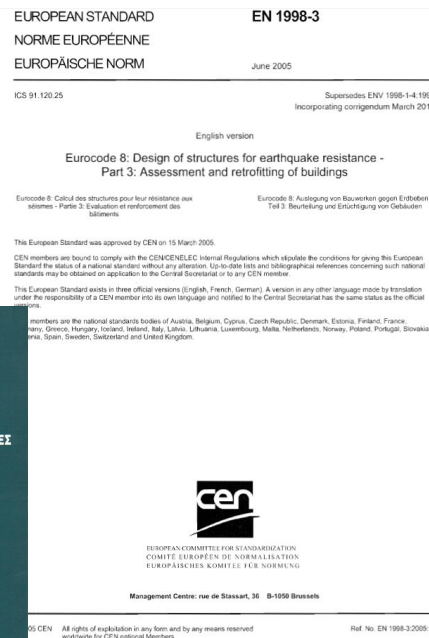 EUROPEAN STANDARD
EN 1998-3
NORME EUROPÉENNE
EUROPÄISCHE NORM
June 2005
ICS 91.120.25
Supersedes ENV 1998-1-4:199
Incorporating corrigendum March 201
English version
Eurocode 8: Design of structures for earthquake resistance -
Part 3: Assessment and retrofitting of buildings
Eurocode 8: Calcul des structures pour leur résistance aux
séismes - Partie 3: Evaluation et renforcement des
bâtiments
Eurocode 8: Auslegung von Bauwerken gegen Erdbeben
Teil 3: Beurteilung und Ertüchtigung von Gebäuden
This European Standard was approved by CEN on 15 March 2005.
CEN members are bound to comply with the CEN/CENELEC Internal Regulations which stipulate the conditions for giving this European
Standard the status of a national standard without any alteration. Up-to-date lists and bibliographical references concerning such national
standards may be obtained on application to the Central Secretariat or to any CEN member.
This European Standard exists in three official versions (English, French, German). A version in any other language made by translation
under the responsibility of a CEN member into its own language and notified to the Central Secretariat has the same status as the official
versions.
members are the national standards bodies of Austria, Belgium, Cyprus, Czech Republic, Denmark, Estonia, Finland, France,
many, Greece, Hungary, Iceland, Ireland, Italy, Latvia, Lithuania, Luxembourg, Malta, Netherlands, Norway, Poland, Portugal, Slovakia
enia, Spain, Sweden, Switzerland and United Kingdom.
ΕΣ
cen
EUROPEAN COMMITTEE FOR STANDARDIZATION
COMITÉ EUROPÉEN DE NORMALISATION
EUROPÄISCHES KOMITEE FÜR NORMUNG
Management Centre: rue de Stassart, 36 B-1050 Brussels
05 CEN All rights of exploitation in any form and by any means reserved
worldwide for CEN national Members.
Ref. No. EN 1998-3:2005: